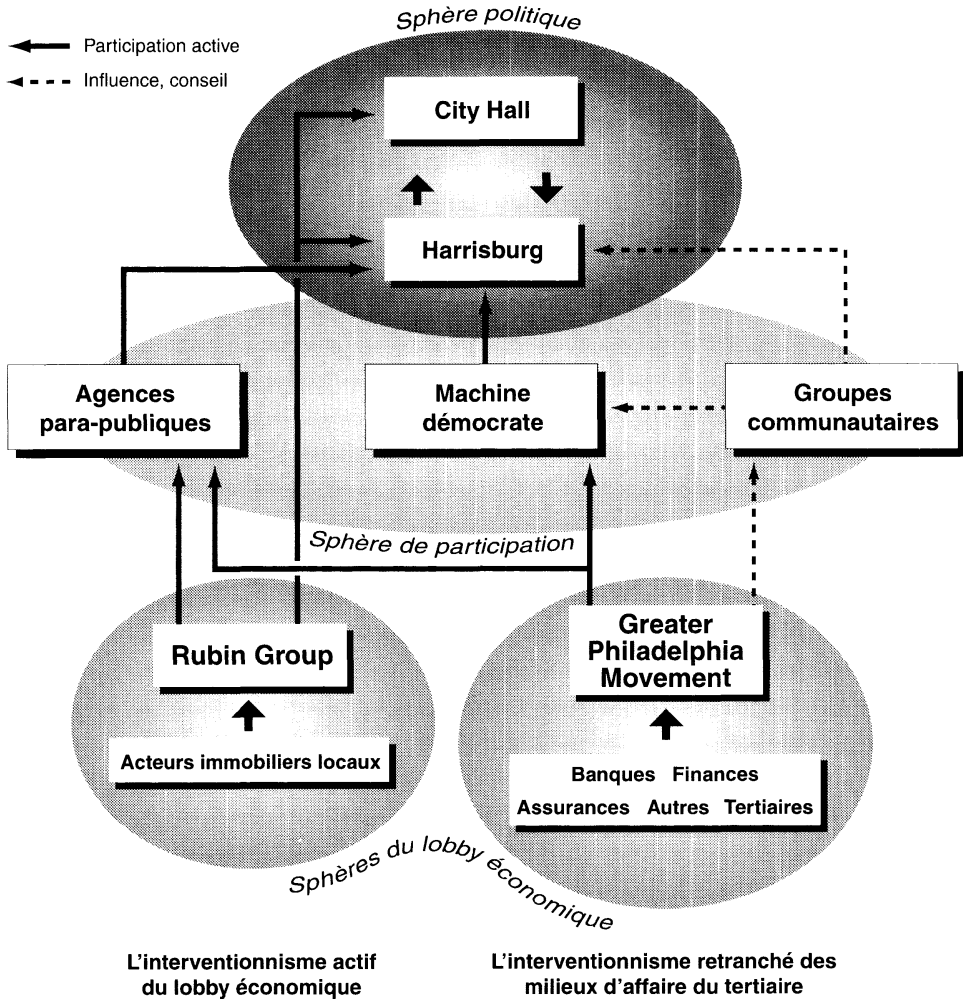 Sphère politique
Participation active
Influence, conseil
City Hall
Harrisburg
Agences
para-publiques
Machine
démocrate
Groupes
communautaires
Sphère de participation
Rubin Group
Greater
Philadelphia
Movement
Acteurs immobiliers locaux
Banques Finances
Assurances Autres Tertiaires
Sphères du lobby économique
L'interventionnisme actif
du lobby économique
L'interventionnisme retranché des
milieux d'affaire du tertiaire